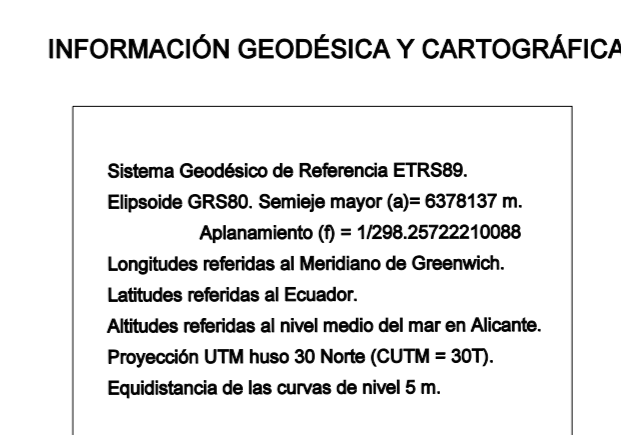 INFORMACIÓN GEODÉSICA Y CARTOGRÁFICA
Sistema Geodésico de Referencia ETRS89.
Elipsoide GRS80. Semieje mayor (a)= 6378137 m.
Aplanamiento (f) = 1/298.25722210088
Longitudes referidas al Meridiano de Greenwich.
Latitudes referidas al Ecuador.
Altitudes referidas al nivel medio del mar en Alicante.
Proyección UTM huso 30 Norte (CUTM = 30T).
Equidistancia de las curvas de nivel 5 m.